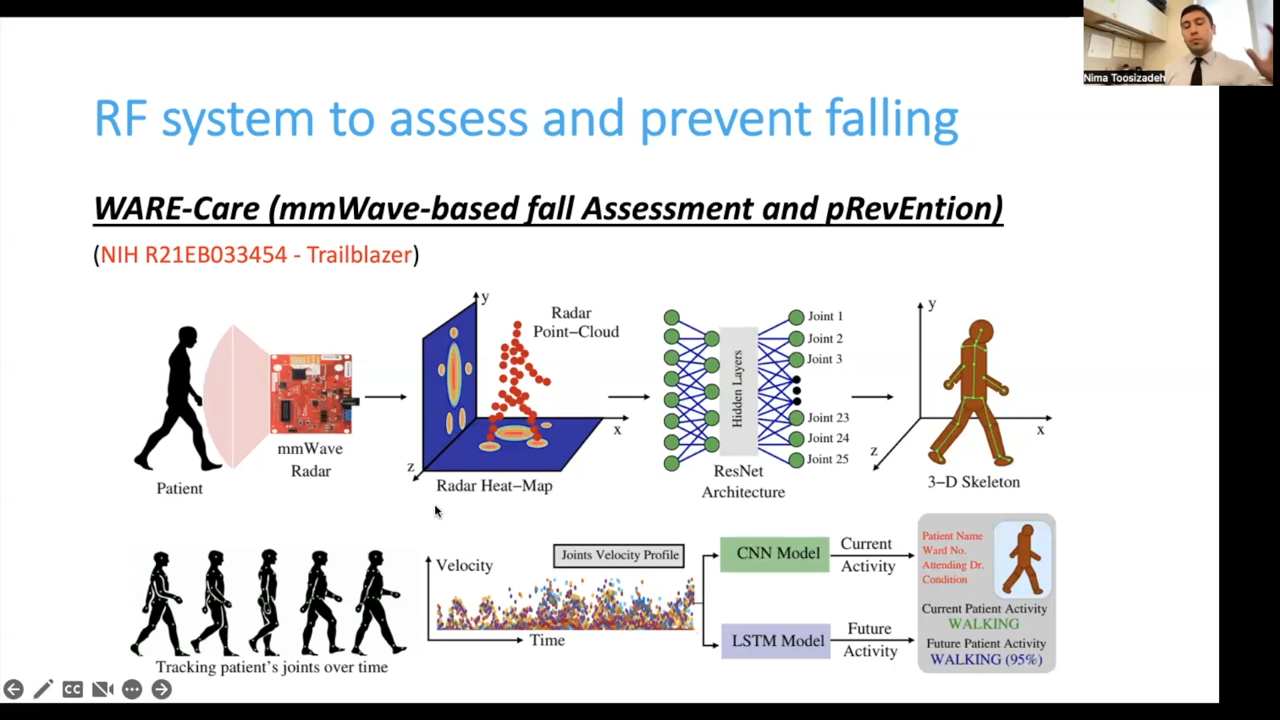 Nima Toosizadeh
RF system to assess and prevent falling
WARE-Care (mmWave-based fall Assessment and pRevEntion)
(NIH R21EB033454 - Trailblazer)
Patient
mmWave
Radar
y
x
z
Radar
Point-Cloud
Radar Heat-Map
Hidden Layers
Joint 1
Joint 2
Joint 3
Joint 23
Joint 24
Joint 25
ResNet
Architecture
y
x
z
3-D Skeleton
Tracking patient's joints over time
Velocity
Joints Velocity Profile
Time
CNN Model
Current
Activity
LSTM Model
Future
Activity
Patient Name
Ward No.
Attending Dr.
Condition
Current Patient Activity
WALKING
Future Patient Activity
WALKING (95%)
CC